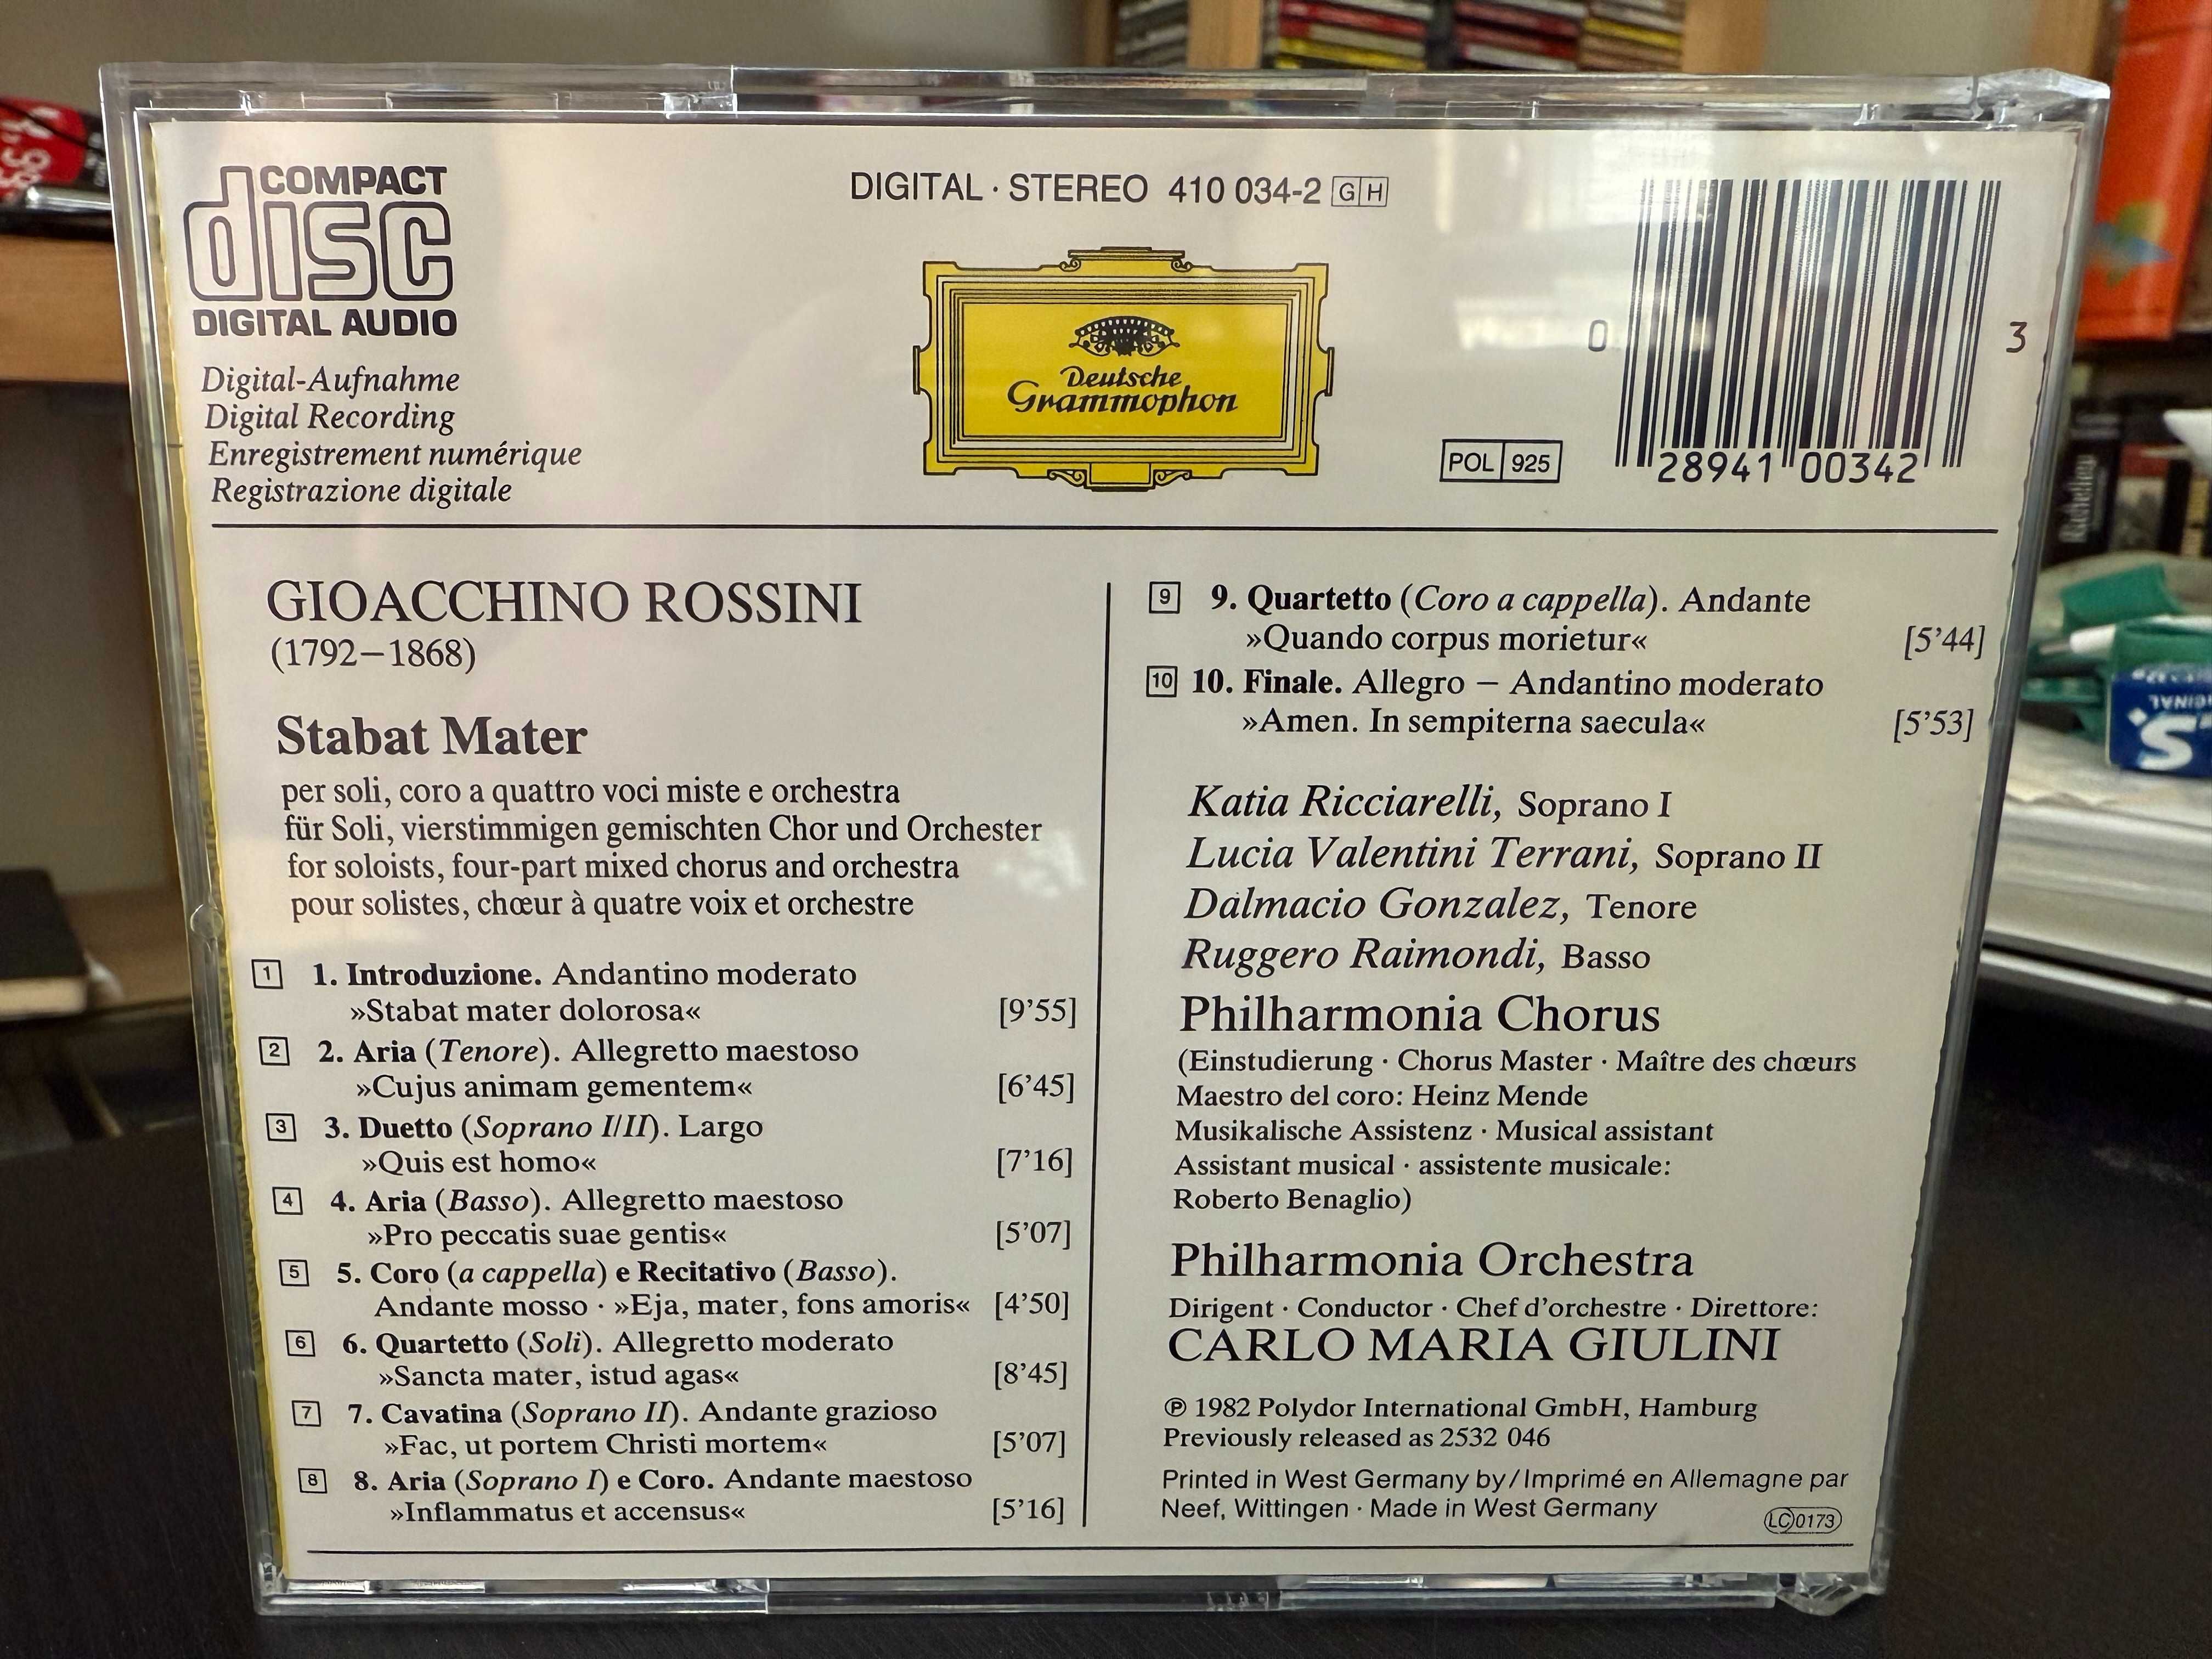 COMPACT
disc
DIGITAL AUDIO
Digital-Aufnahme
Digital Recording
Enregistrement numérique
Registrazione digitale
DIGITAL · STEREO 410 034-2 GH
Deutsche
Grammophon
POL 925
0 28941 00342 3
GIOACCHINO ROSSINI
(1792–1868)
Stabat Mater
per soli, coro a quattro voci miste e orchestra
für Soli, vierstimmigen gemischten Chor und Orchester
for soloists, four-part mixed chorus and orchestra
pour solistes, chœur à quatre voix et orchestre
1 1. Introduzione. Andantino moderato
»Stabat mater dolorosa« [9’55]
2 2. Aria (Tenore). Allegretto maestoso
»Cujus animam gementem« [6’45]
3 3. Duetto (Soprano I/II). Largo
»Quis est homo« [7’16]
4 4. Aria (Basso). Allegretto maestoso
»Pro peccatis suae gentis« [5’07]
5 5. Coro (a cappella) e Recitativo (Basso).
Andante mosso · »Eja, mater, fons amoris« [4’50]
6 6. Quartetto (Soli). Allegretto moderato
»Sancta mater, istud agas« [8’45]
7 7. Cavatina (Soprano II). Andante grazioso
»Fac, ut portem Christi mortem« [5’07]
8 8. Aria (Soprano I) e Coro. Andante maestoso
»Inflammatus et accensus« [5’16]
9 9. Quartetto (Coro a cappella). Andante
»Quando corpus morietur« [5’44]
10 10. Finale. Allegro – Andantino moderato
»Amen. In sempiterna saecula« [5’53]
Katia Ricciarelli, Soprano I
Lucia Valentini Terrani, Soprano II
Dalmacio Gonzalez, Tenore
Ruggero Raimondi, Basso
Philharmonia Chorus
(Einstudierung · Chorus Master · Maître des chœurs
Maestro del coro: Heinz Mende
Musikalische Assistenz · Musical assistant
Assistant musical · assistente musicale:
Roberto Benaglio)
Philharmonia Orchestra
Dirigent · Conductor · Chef d’orchestre · Direttore:
CARLO MARIA GIULINI
℗ 1982 Polydor International GmbH, Hamburg
Previously released as 2532 046
Printed in West Germany by/Imprimé en Allemagne par
Neef, Wittingen · Made in West Germany
LC 0173